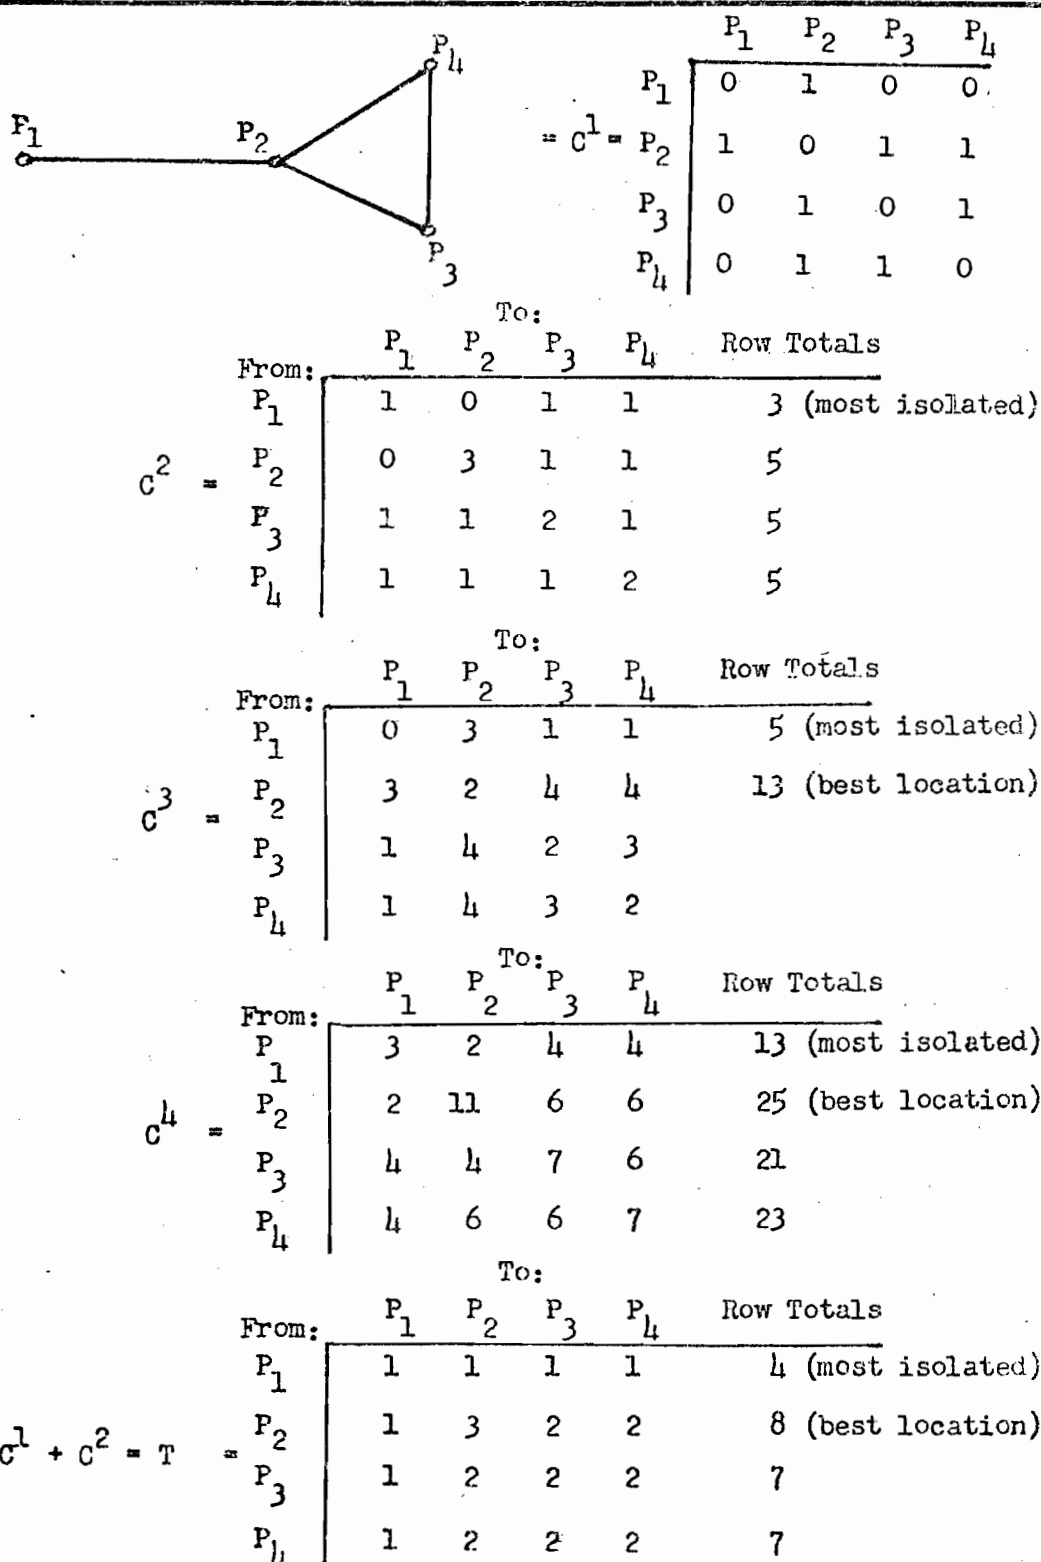 P1
P2
P4
P3
P1 P2 P3 P4
P1 0 1 0 0
= C1 = P2 1 0 1 1
P3 0 1 0 1
P4 0 1 1 0
To:
P1 P2 P3 P4 Row Totals
From:
P1 1 0 1 1 3 (most isolated)
C2 = P2 0 3 1 1 5
P3 1 1 2 1 5
P4 1 1 1 2 5
To:
P1 P2 P3 P4 Row Totals
From:
P1 0 3 1 1 5 (most isolated)
C3 = P2 3 2 4 4 13 (best location)
P3 1 4 2 3
P4 1 4 3 2
To:
P1 P2 P3 P4 Row Totals
From:
P1 3 2 4 4 13 (most isolated)
C4 = P2 2 11 6 6 25 (best location)
P3 4 4 7 6 21
P4 4 6 6 7 23
To:
P1 P2 P3 P4 Row Totals
From:
P1 1 1 1 1 4 (most isolated)
C1 + C2 = T = P2 1 3 2 2 8 (best location)
P3 1 2 2 2 7
P4 1 2 2 2 7